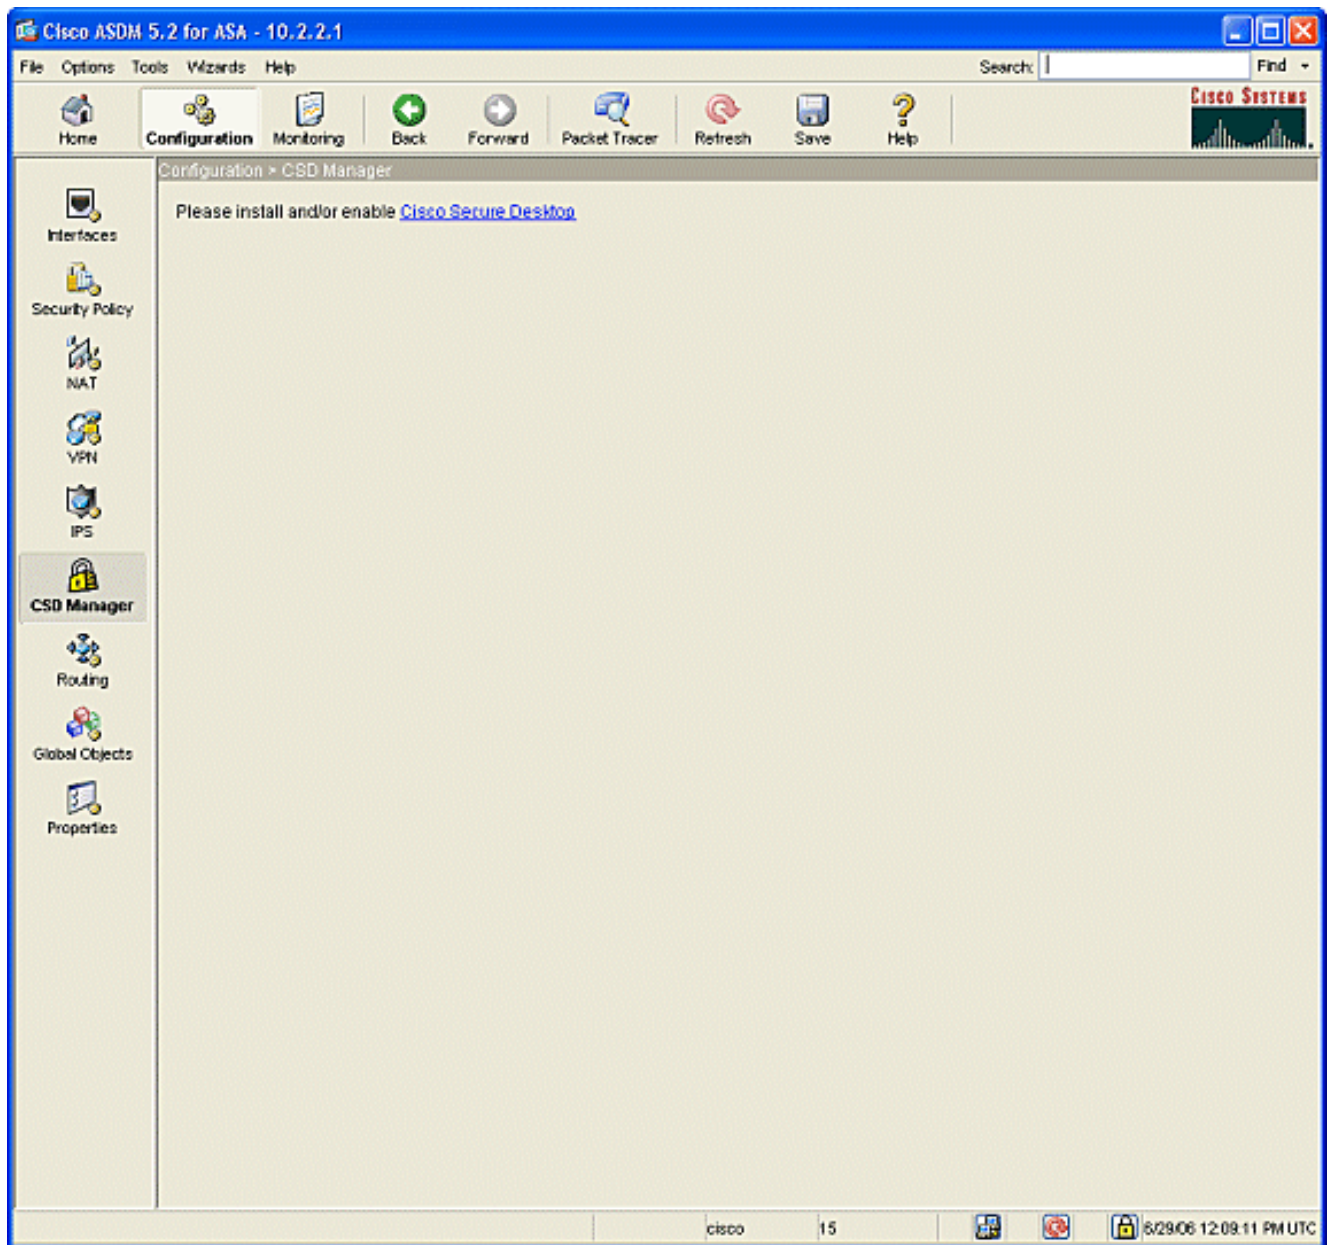 Cisco ASDM 5.2 for ASA - 10.2.2.1
File Options Tools Wizards Help Search: Find
Home Configuration Monitoring Back Forward Packet Tracer Refresh Save Help
CISCO SYSTEMS
Configuration > CSD Manager
Please install and/or enable Cisco Secure Desktop
Interfaces
Security Policy
NAT
VPN
IPS
CSD Manager
Routing
Global Objects
Properties
cisco 15 6/29/06 12:09:11 PM UTC